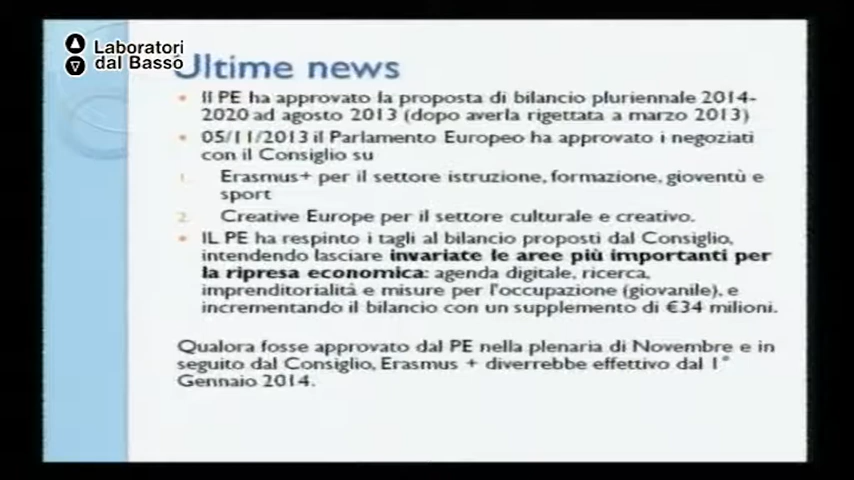 Laboratori
dal Basso
Ultime news
Il PE ha approvato la proposta di bilancio pluriennale 2014-
2020 ad agosto 2013 (dopo averla rigettata a marzo 2013)
05/11/2013 il Parlamento Europeo ha approvato i negoziati
con il Consiglio su
1. Erasmus+ per il settore istruzione, formazione, gioventù e
sport
2. Creative Europe per il settore culturale e creativo.
IL PE ha respinto i tagli al bilancio proposti dal Consiglio,
intendendo lasciare invariate le aree più importanti per
la ripresa economica: agenda digitale, ricerca,
imprenditorialità e misure per l'occupazione (giovanile), e
incrementando il bilancio con un supplemento di €34 milioni.
Qualora fosse approvato dal PE nella plenaria di Novembre e in
seguito dal Consiglio, Erasmus + diverrebbe effettivo dal 1°
Gennaio 2014.